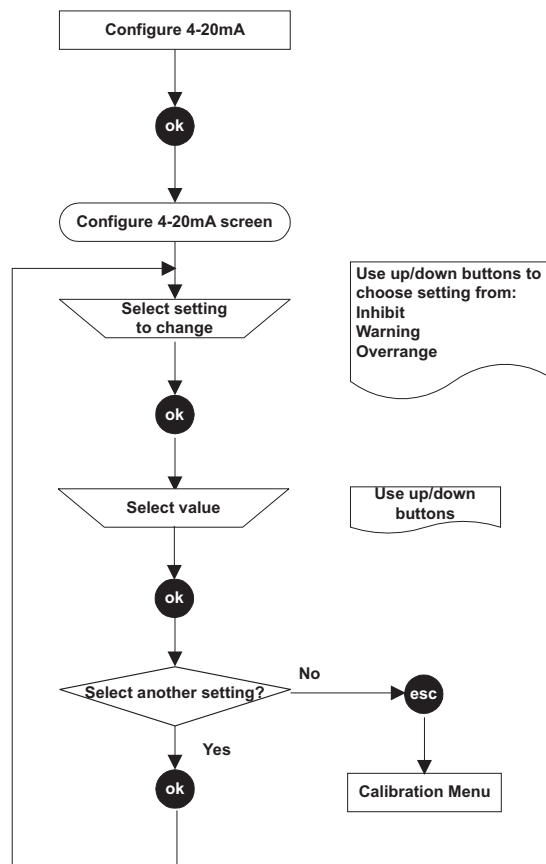 Configure 4-20mA
ok
Configure 4-20mA screen
Select setting
to change
Use up/down buttons to
choose setting from:
Inhibit
Warning
Overrange
ok
Select value
Use up/down
buttons
ok
Select another setting?
No
esc
Yes
ok
Calibration Menu